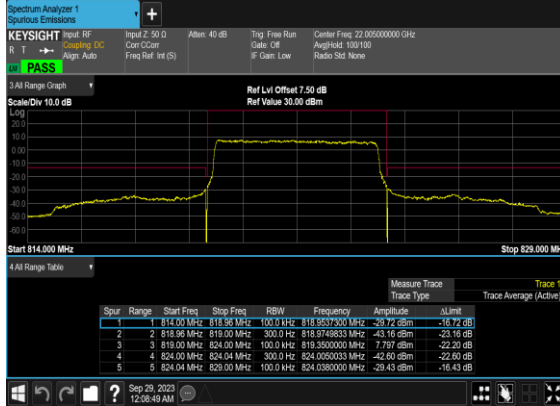 Spectrum Analyzer 1
Spurious Emissions
+
KEYSIGHT Input: RF Input Z: 50 Ω Atten: 40 dB Trig: Free Run Center Freq: 22.005000000 GHz
R T Coupling: DC Corr CCorr Gate: Off Avg|Hold: 100/100
Align: Auto Freq Ref: Int (S) IF Gain: Low Radio Std: None
PASS
3 All Range Graph
Ref Lvl Offset 7.50 dB
Scale/Div 10.0 dB Ref Value 30.00 dBm
Log
20.0
10.0
0.00
-10.0
-20.0
-30.0
-40.0
-50.0
-60.0
Start 814.000 MHz Stop 829.000 MH
4 All Range Table
Measure Trace Trace 1
Trace Type Trace Average (Active)
Spur Range Start Freq Stop Freq RBW Frequency Amplitude ΔLimit
1 1 814.00 MHz 818.96 MHz 100.0 kHz 818.9537300 MHz -29.72 dBm -16.72 dB
2 2 818.96 MHz 819.00 MHz 300.0 Hz 818.9749833 MHz -43.16 dBm -23.16 dB
3 3 819.00 MHz 824.00 MHz 100.0 kHz 819.3500000 MHz 7.797 dBm -22.20 dB
4 4 824.00 MHz 824.04 MHz 300.0 Hz 824.0050033 MHz -42.60 dBm -22.60 dB
5 5 824.04 MHz 829.00 MHz 100.0 kHz 824.0380000 MHz -29.43 dBm -16.43 dB
? Sep 29, 2023
12:08:49 AM